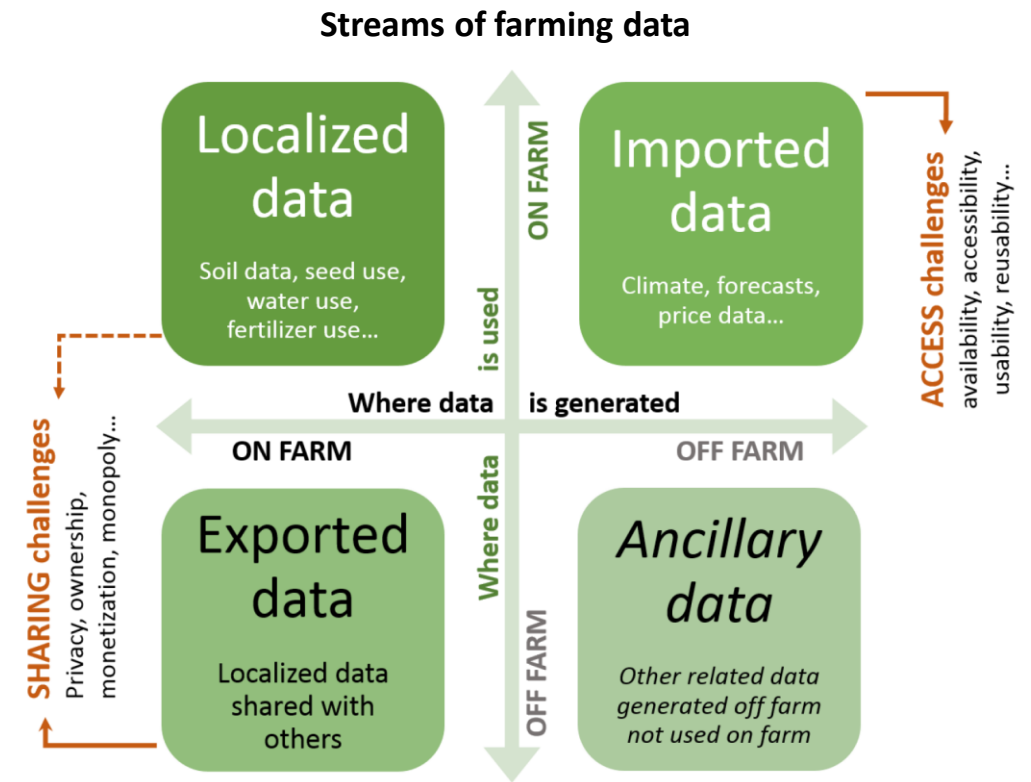 Streams of farming data
Localized
data
Soil data, seed use,
water use,
fertilizer use...
ON FARM
is used
Imported
data
Climate, forecasts,
price data...
ACCESS challenges
availability, accessibility,
usability, reusability...
Where data is generated
ON FARM
OFF FARM
SHARING challenges
Privacy, ownership,
monetization, monopoly...
Exported
data
Localized data
shared with
others
Where data
OFF FARM
Ancillary
data
Other related data
generated off farm
not used on farm